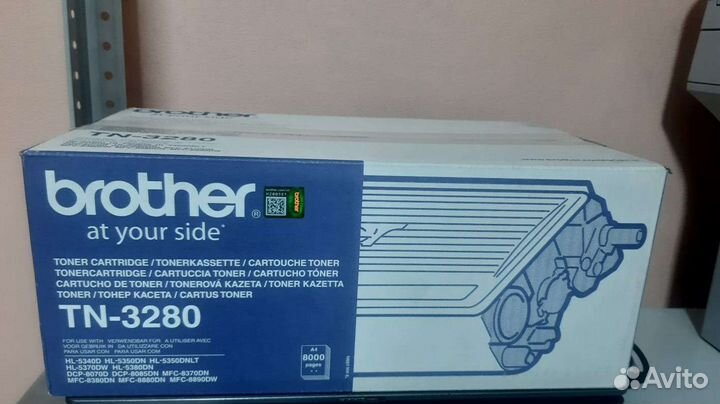 brother
TN-3280
brother®
at your side
TONER CARTRIDGE / TONERKASSETTE / CARTOUCHE TONER
TONERCARTRIDGE / CARTUCCIA TONER / CARTUCHO TÓNER
CARTUCHO DE TONER / TONEROVÁ KAZETA / TONER KAZETTA
TONER / ТОНЕР КАСЕТА / CARTUS TONER
TN-3280
FOR USE WITH VERWENDBAR FÜR A UTILISER AVEC
VOOR GEBRUIK IN DA UTILIZZARE CON
PARA USAR CON PARA USAR COM
HL-5340D HL-5350DN HL-5350DNLT
HL-5370DW HL-5380DN
DCP-8070D DCP-8085DN MFC-8370DN
MFC-8380DN MFC-8880DN MFC-8890DW
A4
8000
pages
brother
Avito